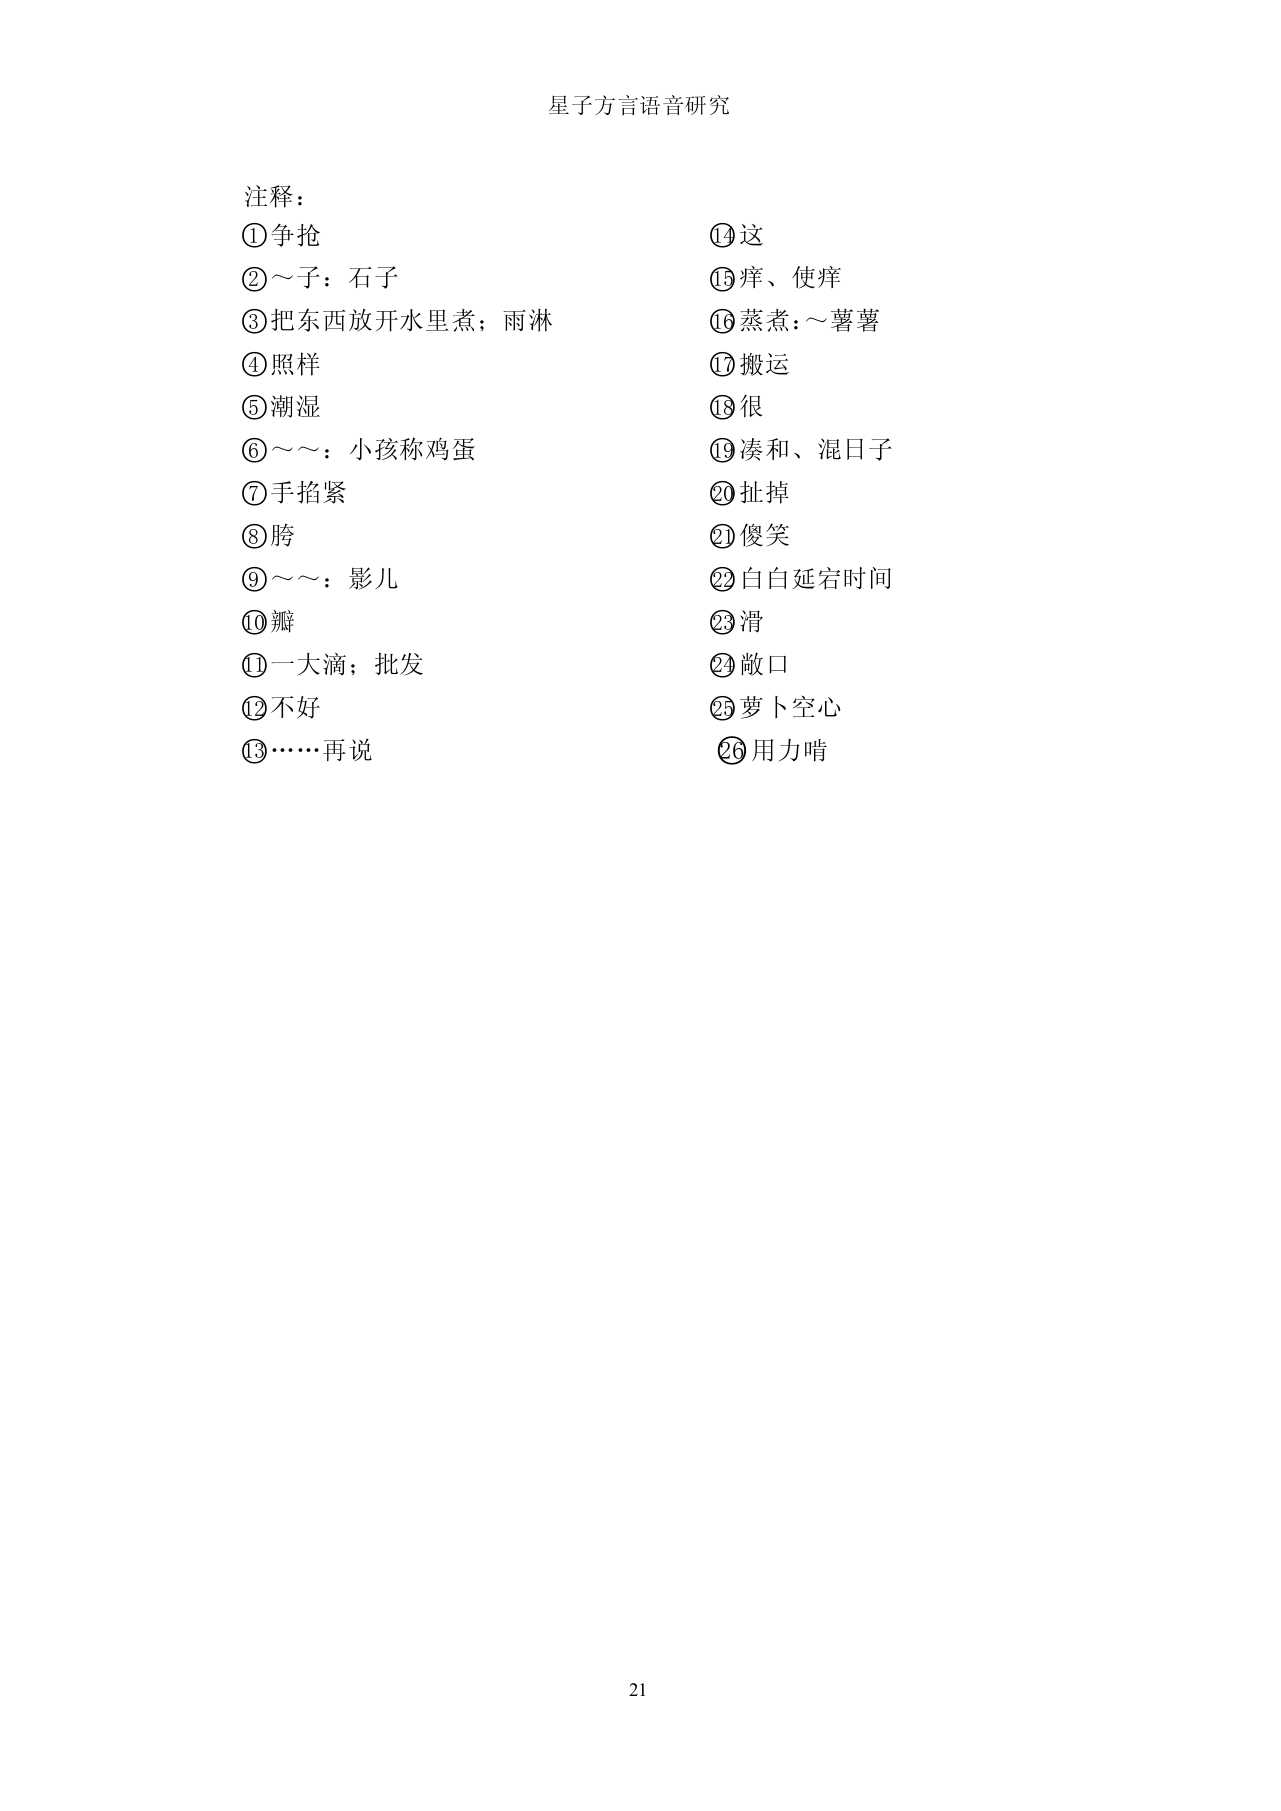 星子方言语音研究
注释：
①争抢
②～子：石子
③把东西放开水里煮；雨淋
④照样
⑤潮湿
⑥～～：小孩称鸡蛋
⑦手掐紧
⑧胯
⑨～～：影儿
⑩瓣
⑪一大滴；批发
⑫不好
⑬……再说
⑭这
⑮痒、使痒
⑯蒸煮：～薯薯
⑰搬运
⑱很
⑲凑和、混日子
⑳扯掉
㉑傻笑
㉒白白延宕时间
㉓滑
㉔敞口
㉕萝卜空心
㉖用力啃
21